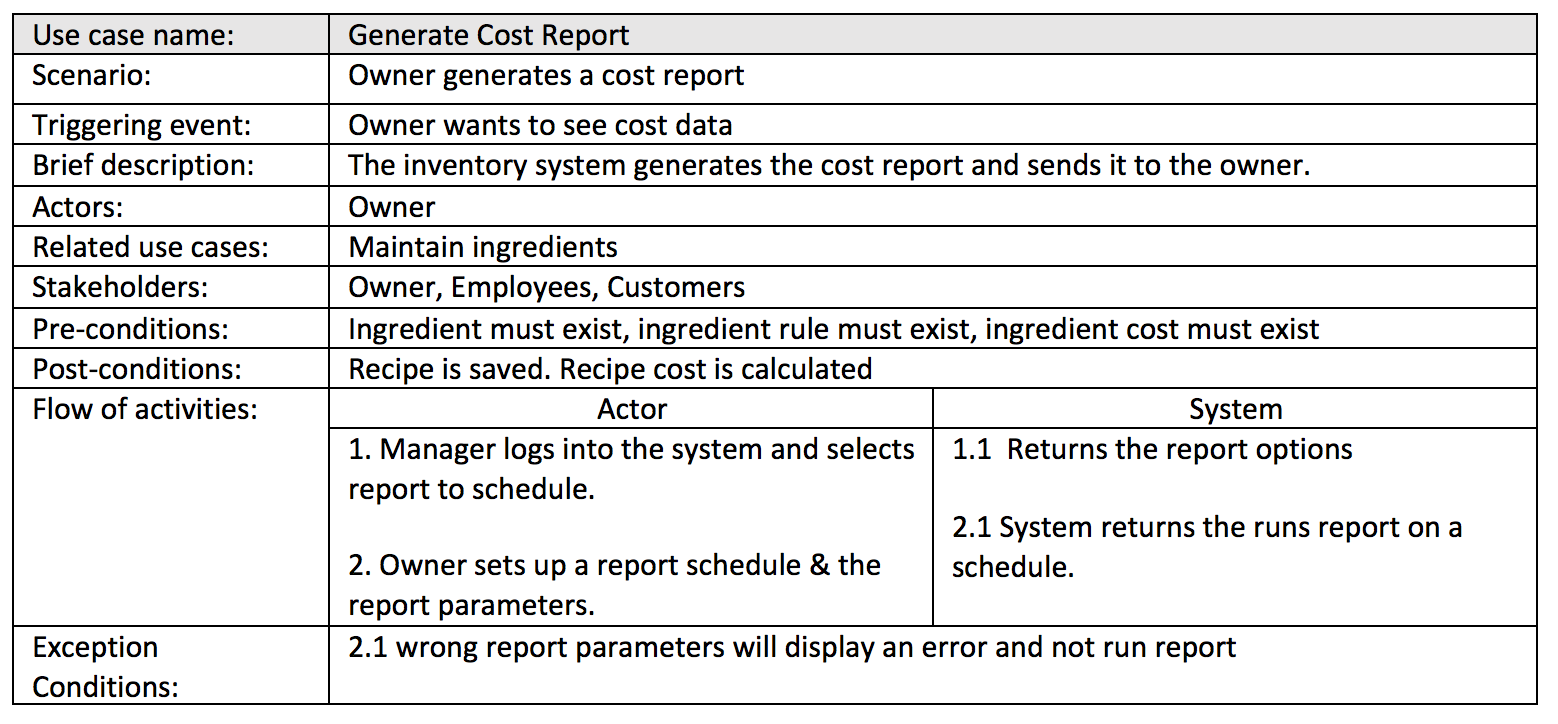 Use case name: Generate Cost Report
Scenario: Owner generates a cost report
Triggering event: Owner wants to see cost data
Brief description: The inventory system generates the cost report and sends it to the owner.
Actors: Owner
Related use cases: Maintain ingredients
Stakeholders: Owner, Employees, Customers
Pre-conditions: Ingredient must exist, ingredient rule must exist, ingredient cost must exist
Post-conditions: Recipe is saved. Recipe cost is calculated
Flow of activities: Actor System
1. Manager logs into the system and selects
report to schedule.
2. Owner sets up a report schedule & the
report parameters.
1.1 Returns the report options
2.1 System returns the runs report on a
schedule.
Exception
Conditions:
2.1 wrong report parameters will display an error and not run report